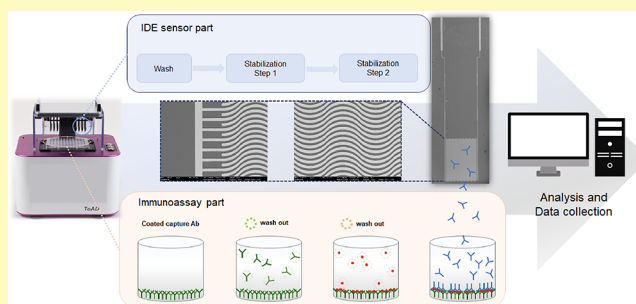 IDE sensor part
Wash
Stabilization
Step 1
Stabilization
Step 2
Immunoassay part
Coated capture Ab
wash out
wash out
Analysis and
Data collection